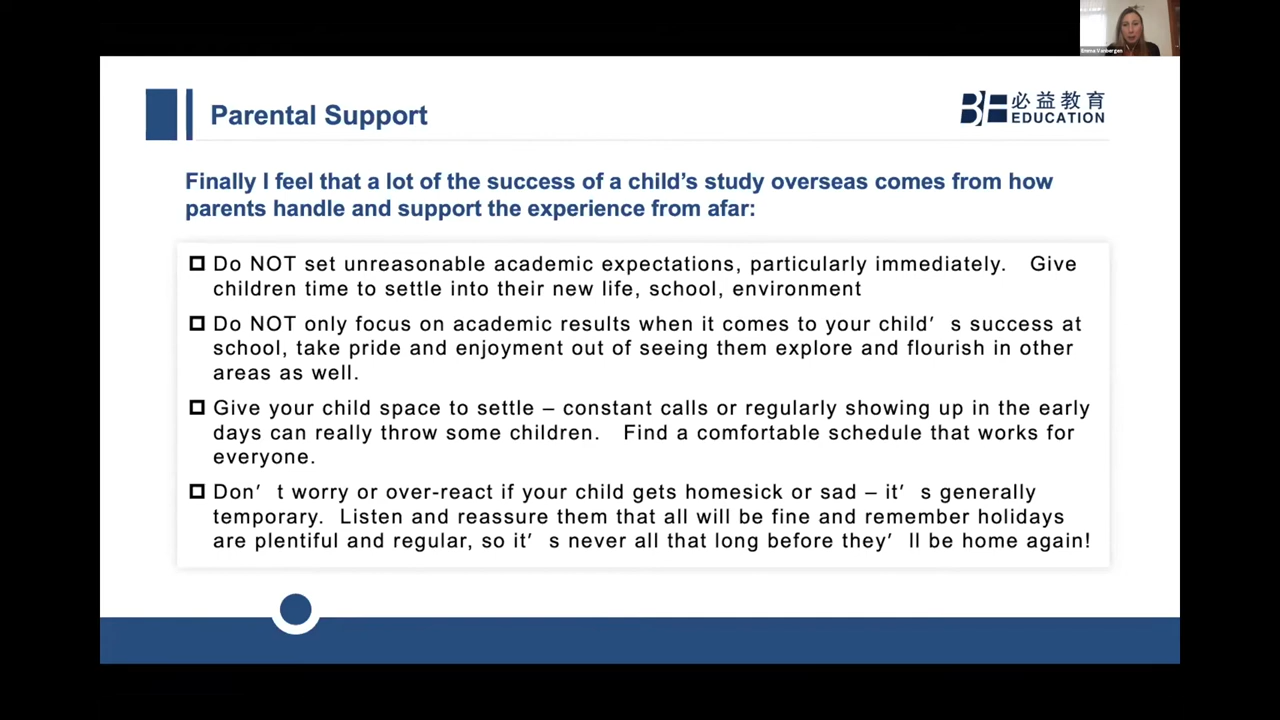 Emma Vanbergen
Parental Support
BE 必益教育
EDUCATION
Finally I feel that a lot of the success of a child's study overseas comes from how
parents handle and support the experience from afar:
Do NOT set unreasonable academic expectations, particularly immediately. Give
children time to settle into their new life, school, environment
Do NOT only focus on academic results when it comes to your child’ s success at
school, take pride and enjoyment out of seeing them explore and flourish in other
areas as well.
Give your child space to settle – constant calls or regularly showing up in the early
days can really throw some children. Find a comfortable schedule that works for
everyone.
Don’ t worry or over-react if your child gets homesick or sad – it’ s generally
temporary. Listen and reassure them that all will be fine and remember holidays
are plentiful and regular, so it’ s never all that long before they’ ll be home again!